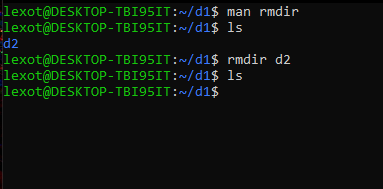 lexot@DESKTOP-TBI95IT:~/d1$ man rmdir
lexot@DESKTOP-TBI95IT:~/d1$ ls
d2
lexot@DESKTOP-TBI95IT:~/d1$ rmdir d2
lexot@DESKTOP-TBI95IT:~/d1$ ls
lexot@DESKTOP-TBI95IT:~/d1$